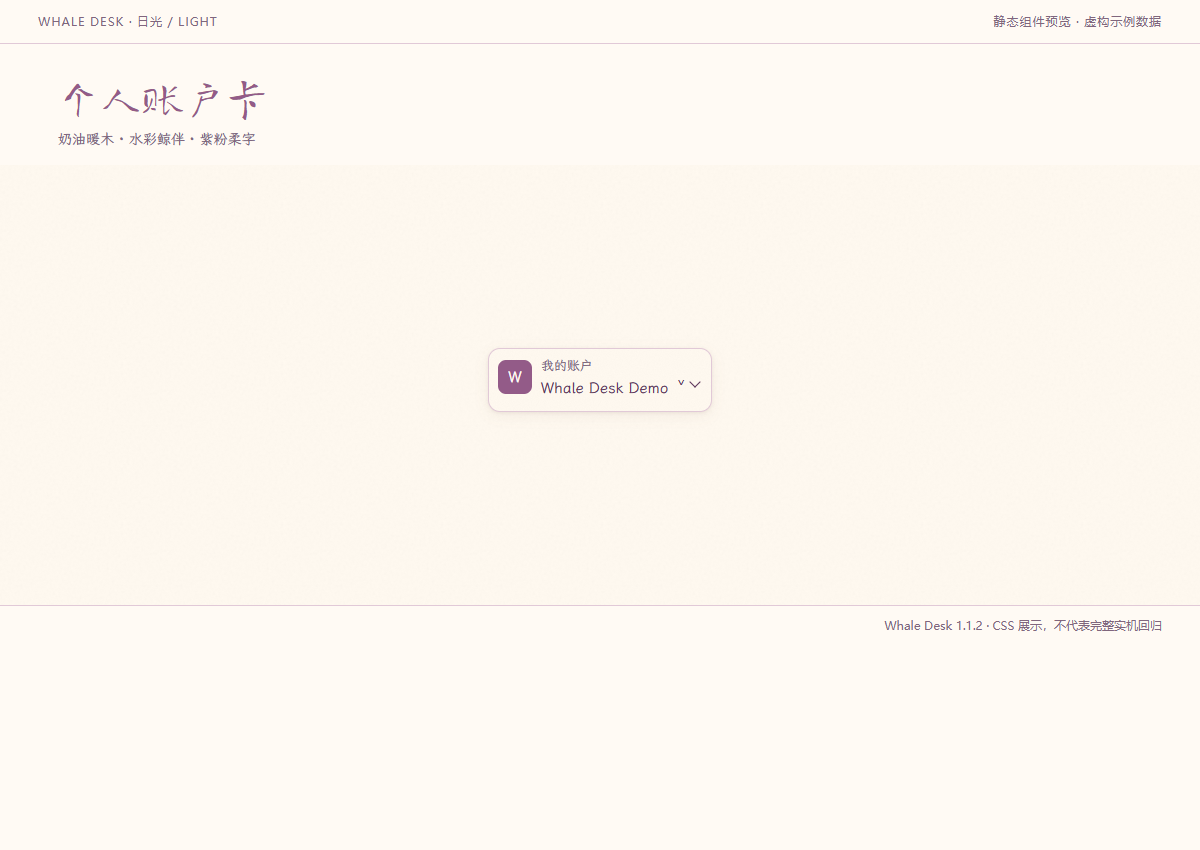 WHALE DESK · 日光 / LIGHT
静态组件预览 · 虚构示例数据
个人账户卡
奶油暖木 · 水彩鲸伴 · 紫粉柔字
W
我的账户
Whale Desk Demo ˅
Whale Desk 1.1.2 · CSS 展示，不代表完整实机回归